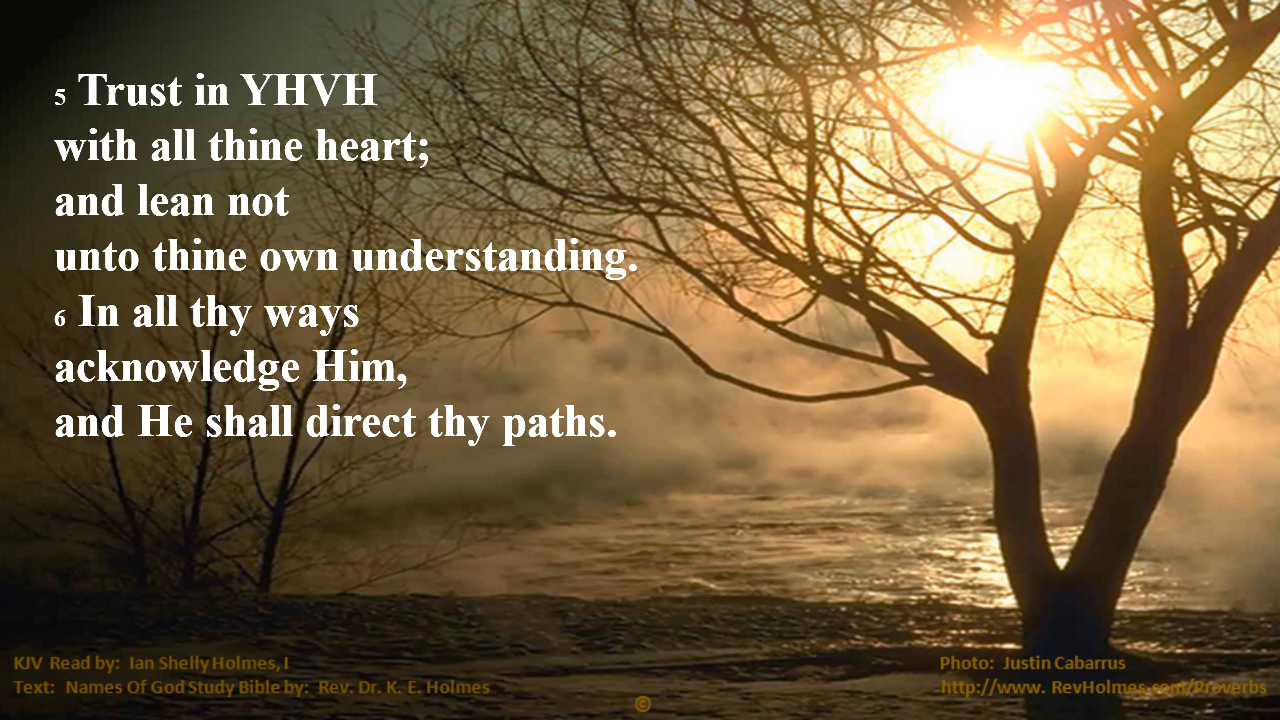 5 Trust in YHVH
with all thine heart;
and lean not
unto thine own understanding.
6 In all thy ways
acknowledge Him,
and He shall direct thy paths.
KJV Read by: Ian Shelly Holmes, I
Text: Names Of God Study Bible by: Rev. Dr. K. E. Holmes
Photo: Justin Cabarrus
http://www. RevHolmes.com/Proverbs
©